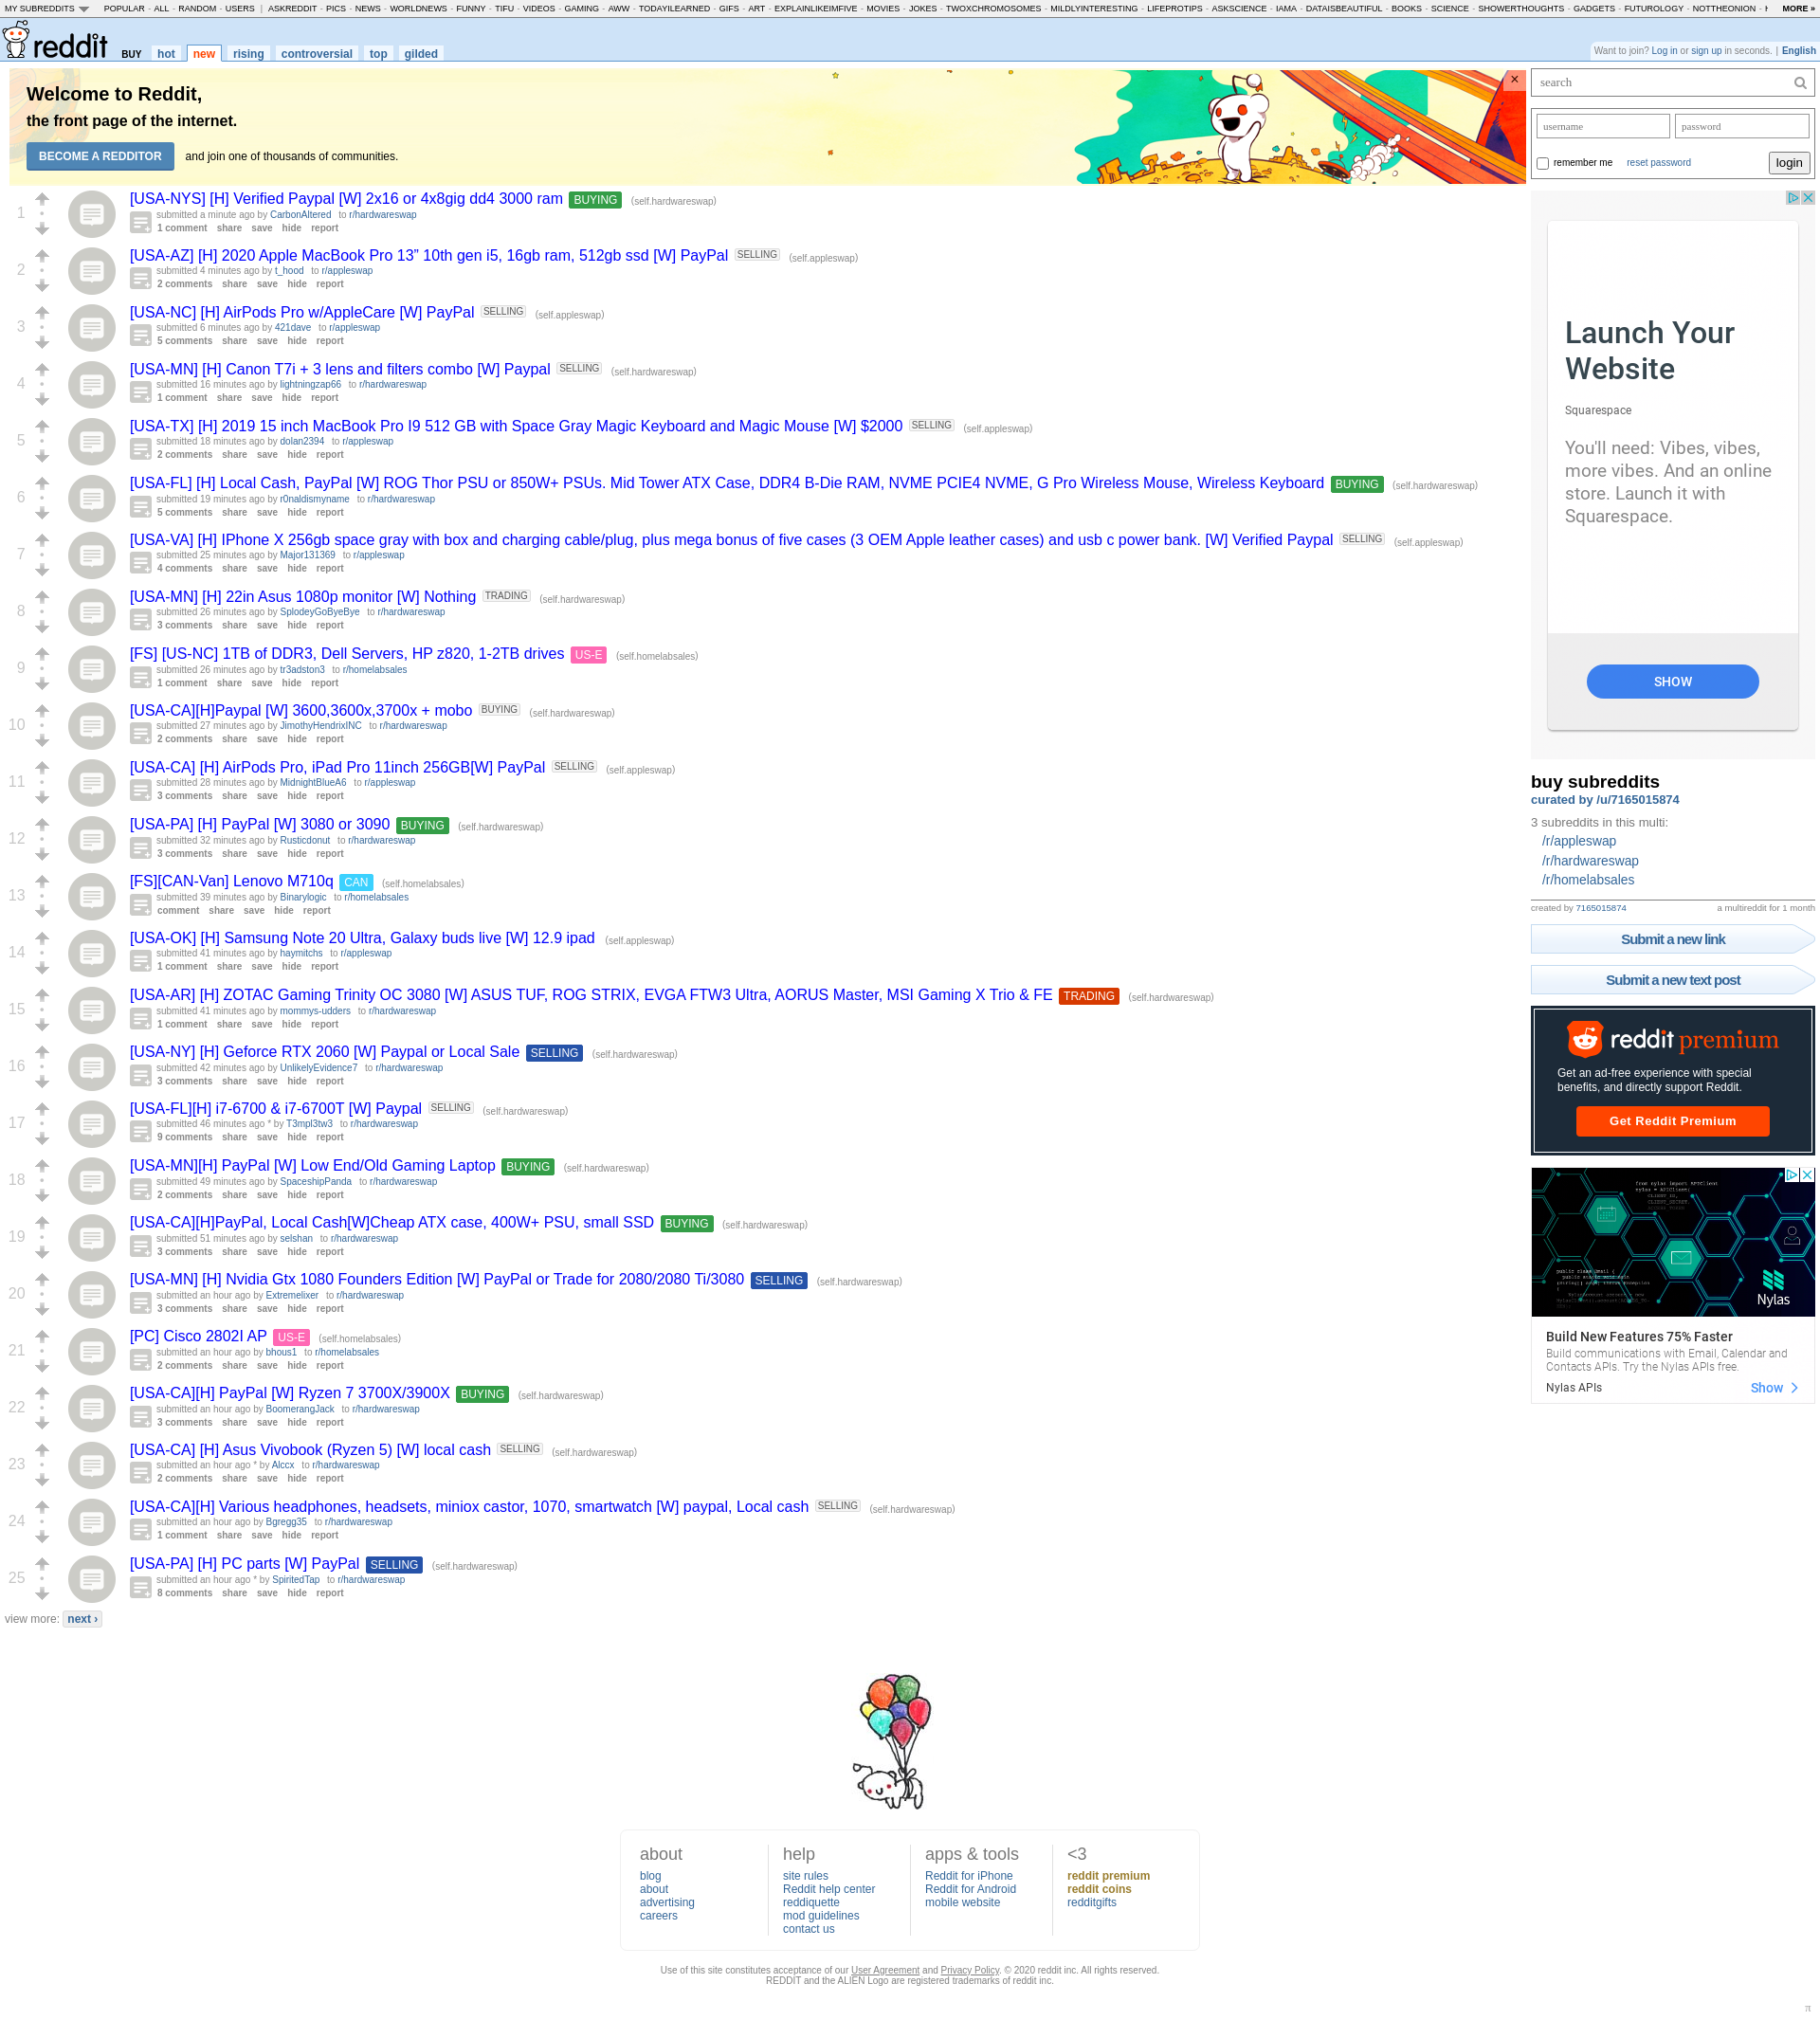 MY SUBREDDITS POPULAR - ALL - RANDOM - USERS | ASKREDDIT - PICS - NEWS - WORLDNEWS - FUNNY - TIFU - VIDEOS - GAMING - AWW - TODAYILEARNED - GIFS - ART - EXPLAINLIKEIMFIVE - MOVIES - JOKES - TWOXCHROMOSOMES - MILDLYINTERESTING - LIFEPROTIPS - ASKSCIENCE - IAMA - DATAISBEAUTIFUL - BOOKS - SCIENCE - SHOWERTHOUGHTS - GADGETS - FUTUROLOGY - NOTTHEONION - MORE »
reddit BUY hot new rising controversial top gilded
Want to join? Log in or sign up in seconds. | English
Welcome to Reddit,
the front page of the internet.
BECOME A REDDITOR and join one of thousands of communities.
×
1
[USA-NYS] [H] Verified Paypal [W] 2x16 or 4x8gig dd4 3000 ram BUYING (self.hardwareswap)
submitted a minute ago by CarbonAltered to r/hardwareswap
1 comment share save hide report
2
[USA-AZ] [H] 2020 Apple MacBook Pro 13” 10th gen i5, 16gb ram, 512gb ssd [W] PayPal SELLING (self.appleswap)
submitted 4 minutes ago by t_hood to r/appleswap
2 comments share save hide report
3
[USA-NC] [H] AirPods Pro w/AppleCare [W] PayPal SELLING (self.appleswap)
submitted 6 minutes ago by 421dave to r/appleswap
5 comments share save hide report
4
[USA-MN] [H] Canon T7i + 3 lens and filters combo [W] Paypal SELLING (self.hardwareswap)
submitted 16 minutes ago by lightningzap66 to r/hardwareswap
1 comment share save hide report
5
[USA-TX] [H] 2019 15 inch MacBook Pro I9 512 GB with Space Gray Magic Keyboard and Magic Mouse [W] $2000 SELLING (self.appleswap)
submitted 18 minutes ago by dolan2394 to r/appleswap
2 comments share save hide report
6
[USA-FL] [H] Local Cash, PayPal [W] ROG Thor PSU or 850W+ PSUs. Mid Tower ATX Case, DDR4 B-Die RAM, NVME PCIE4 NVME, G Pro Wireless Mouse, Wireless Keyboard BUYING (self.hardwareswap)
submitted 19 minutes ago by r0naldismyname to r/hardwareswap
5 comments share save hide report
7
[USA-VA] [H] IPhone X 256gb space gray with box and charging cable/plug, plus mega bonus of five cases (3 OEM Apple leather cases) and usb c power bank. [W] Verified Paypal SELLING (self.appleswap)
submitted 25 minutes ago by Major131369 to r/appleswap
4 comments share save hide report
8
[USA-MN] [H] 22in Asus 1080p monitor [W] Nothing TRADING (self.hardwareswap)
submitted 26 minutes ago by SplodeyGoByeBye to r/hardwareswap
3 comments share save hide report
9
[FS] [US-NC] 1TB of DDR3, Dell Servers, HP z820, 1-2TB drives US-E (self.homelabsales)
submitted 26 minutes ago by tr3adston3 to r/homelabsales
1 comment share save hide report
10
[USA-CA][H]Paypal [W] 3600,3600x,3700x + mobo BUYING (self.hardwareswap)
submitted 27 minutes ago by JimothyHendrixINC to r/hardwareswap
2 comments share save hide report
11
[USA-CA] [H] AirPods Pro, iPad Pro 11inch 256GB[W] PayPal SELLING (self.appleswap)
submitted 28 minutes ago by MidnightBlueA6 to r/appleswap
3 comments share save hide report
12
[USA-PA] [H] PayPal [W] 3080 or 3090 BUYING (self.hardwareswap)
submitted 32 minutes ago by Rusticdonut to r/hardwareswap
3 comments share save hide report
13
[FS][CAN-Van] Lenovo M710q CAN (self.homelabsales)
submitted 39 minutes ago by Binarylogic to r/homelabsales
comment share save hide report
14
[USA-OK] [H] Samsung Note 20 Ultra, Galaxy buds live [W] 12.9 ipad (self.appleswap)
submitted 41 minutes ago by haymitchs to r/appleswap
1 comment share save hide report
15
[USA-AR] [H] ZOTAC Gaming Trinity OC 3080 [W] ASUS TUF, ROG STRIX, EVGA FTW3 Ultra, AORUS Master, MSI Gaming X Trio & FE TRADING (self.hardwareswap)
submitted 41 minutes ago by mommys-udders to r/hardwareswap
1 comment share save hide report
16
[USA-NY] [H] Geforce RTX 2060 [W] Paypal or Local Sale SELLING (self.hardwareswap)
submitted 42 minutes ago by UnlikelyEvidence7 to r/hardwareswap
3 comments share save hide report
17
[USA-FL][H] i7-6700 & i7-6700T [W] Paypal SELLING (self.hardwareswap)
submitted 46 minutes ago * by T3mpl3tw3 to r/hardwareswap
9 comments share save hide report
18
[USA-MN][H] PayPal [W] Low End/Old Gaming Laptop BUYING (self.hardwareswap)
submitted 49 minutes ago by SpaceshipPanda to r/hardwareswap
2 comments share save hide report
19
[USA-CA][H]PayPal, Local Cash[W]Cheap ATX case, 400W+ PSU, small SSD BUYING (self.hardwareswap)
submitted 51 minutes ago by selshan to r/hardwareswap
3 comments share save hide report
20
[USA-MN] [H] Nvidia Gtx 1080 Founders Edition [W] PayPal or Trade for 2080/2080 Ti/3080 SELLING (self.hardwareswap)
submitted an hour ago by Extremelixer to r/hardwareswap
3 comments share save hide report
21
[PC] Cisco 2802I AP US-E (self.homelabsales)
submitted an hour ago by bhous1 to r/homelabsales
2 comments share save hide report
22
[USA-CA][H] PayPal [W] Ryzen 7 3700X/3900X BUYING (self.hardwareswap)
submitted an hour ago by BoomerangJack to r/hardwareswap
3 comments share save hide report
23
[USA-CA] [H] Asus Vivobook (Ryzen 5) [W] local cash SELLING (self.hardwareswap)
submitted an hour ago * by Alccx to r/hardwareswap
2 comments share save hide report
24
[USA-CA][H] Various headphones, headsets, miniox castor, 1070, smartwatch [W] paypal, Local cash SELLING (self.hardwareswap)
submitted an hour ago by Bgregg35 to r/hardwareswap
1 comment share save hide report
25
[USA-PA] [H] PC parts [W] PayPal SELLING (self.hardwareswap)
submitted an hour ago * by SpiritedTap to r/hardwareswap
8 comments share save hide report
view more: next ›
search
username password
remember me reset password login
Launch Your
Website
Squarespace
You'll need: Vibes, vibes,
more vibes. And an online
store. Launch it with
Squarespace.
SHOW
buy subreddits
curated by /u/7165015874
3 subreddits in this multi:
/r/appleswap
/r/hardwareswap
/r/homelabsales
created by 7165015874 a multireddit for 1 month
Submit a new link
Submit a new text post
reddit premium
Get an ad-free experience with special
benefits, and directly support Reddit.
Get Reddit Premium
from nylas import APIClient
Nylas
Build New Features 75% Faster
Build communications with Email, Calendar and
Contacts APIs. Try the Nylas APIs free.
Nylas APIs Show
about
blog
about
advertising
careers
help
site rules
Reddit help center
reddiquette
mod guidelines
contact us
apps & tools
Reddit for iPhone
Reddit for Android
mobile website
<3
reddit premium
reddit coins
redditgifts
Use of this site constitutes acceptance of our User Agreement and Privacy Policy. © 2020 reddit inc. All rights reserved.
REDDIT and the ALIEN Logo are registered trademarks of reddit inc.
π